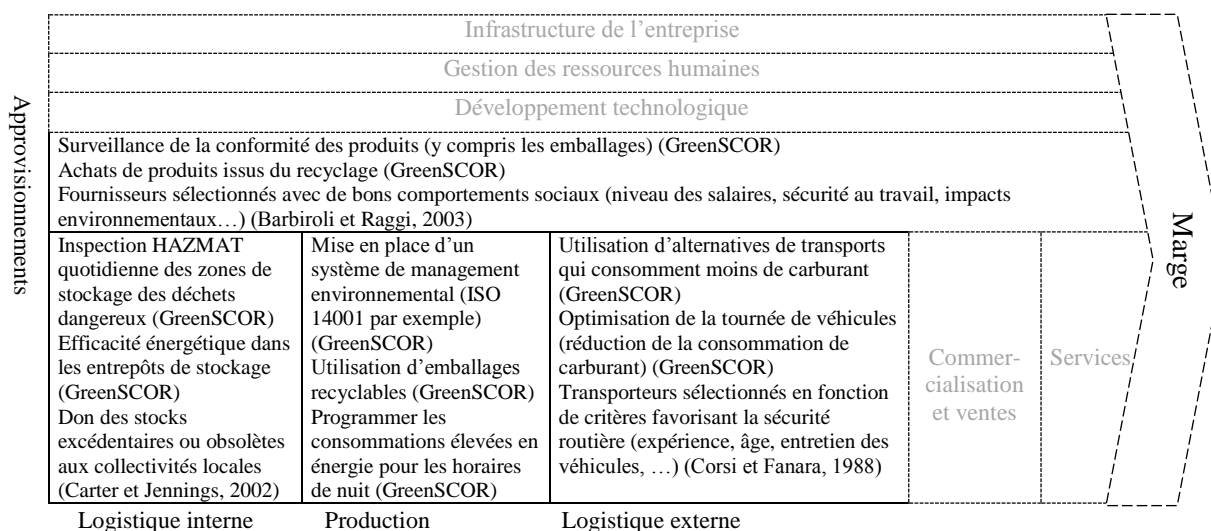 Infrastructure de l'entreprise
Gestion des ressources humaines
Développement technologique
Approvisionnements
Surveillance de la conformité des produits (y compris les emballages) (GreenSCOR)
Achats de produits issus du recyclage (GreenSCOR)
Fournisseurs sélectionnés avec de bons comportements sociaux (niveau des salaires, sécurité au travail, impacts
environnementaux…) (Barbiroli et Raggi, 2003)
Inspection HAZMAT
quotidienne des zones de
stockage des déchets
dangereux (GreenSCOR)
Efficacité énergétique dans
les entrepôts de stockage
(GreenSCOR)
Don des stocks
excédentaires ou obsolètes
aux collectivités locales
(Carter et Jennings, 2002)
Mise en place d'un
système de management
environnemental (ISO
14001 par exemple)
(GreenSCOR)
Utilisation d'emballages
recyclables (GreenSCOR)
Programmer les
consommations élevées en
énergie pour les horaires
de nuit (GreenSCOR)
Utilisation d'alternatives de transports
qui consomment moins de carburant
(GreenSCOR)
Optimisation de la tournée de véhicules
(réduction de la consommation de
carburant) (GreenSCOR)
Transporteurs sélectionnés en fonction
de critères favorisant la sécurité
routière (expérience, âge, entretien des
véhicules, …) (Corsi et Fanara, 1988)
Commer-
cialisation
et ventes
Services
Marge
Logistique interne
Production
Logistique externe